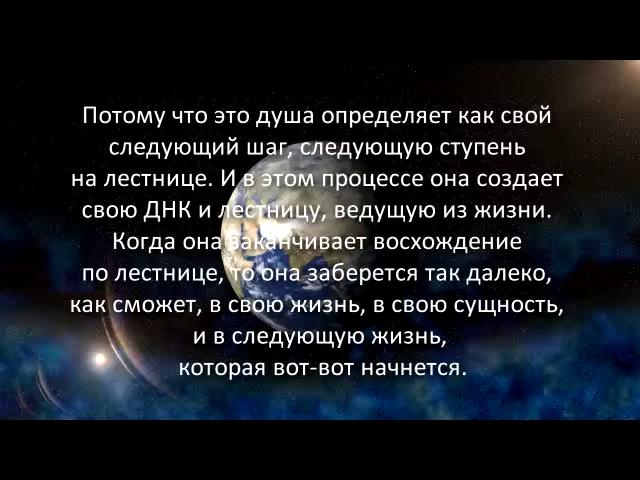 Потому что это душа определяет как свой
следующий шаг, следующую ступень
на лестнице. И в этом процессе она создает
свою ДНК и лестницу, ведущую из жизни.
Когда она заканчивает восхождение
по лестнице, то она заберется так далеко,
как сможет, в свою жизнь, в свою сущность,
и в следующую жизнь,
которая вот-вот начнется.